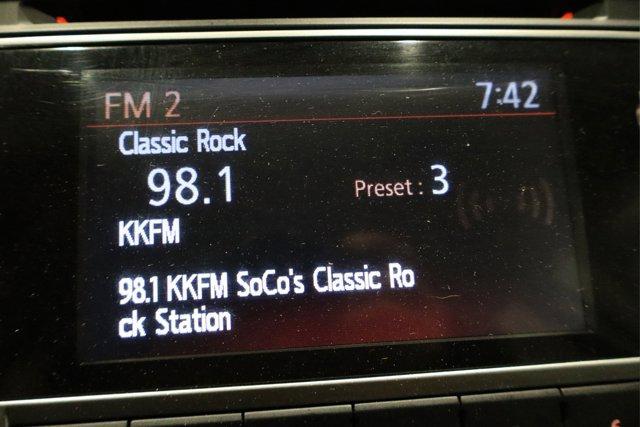 FM 2 7:42
Classic Rock
98.1 Preset: 3
KKFM
98.1 KKFM SoCo's Classic Ro
ck Station